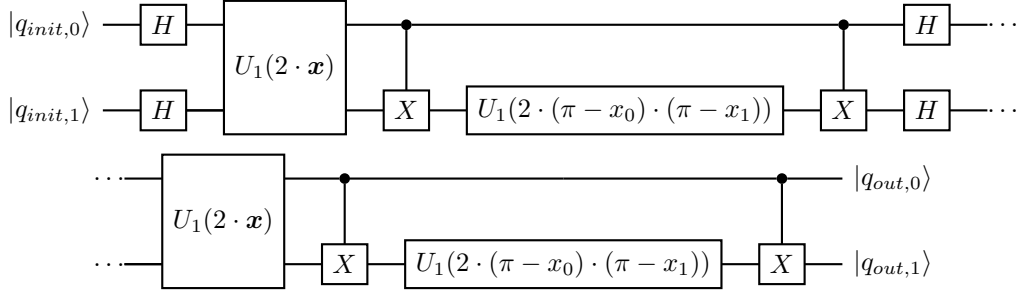 |q_{init,0}⟩ H U_1(2 · x) H ···
|q_{init,1}⟩ H X U_1(2 · (π − x_0) · (π − x_1)) X H ···
··· U_1(2 · x) |q_{out,0}⟩
··· X U_1(2 · (π − x_0) · (π − x_1)) X |q_{out,1}⟩